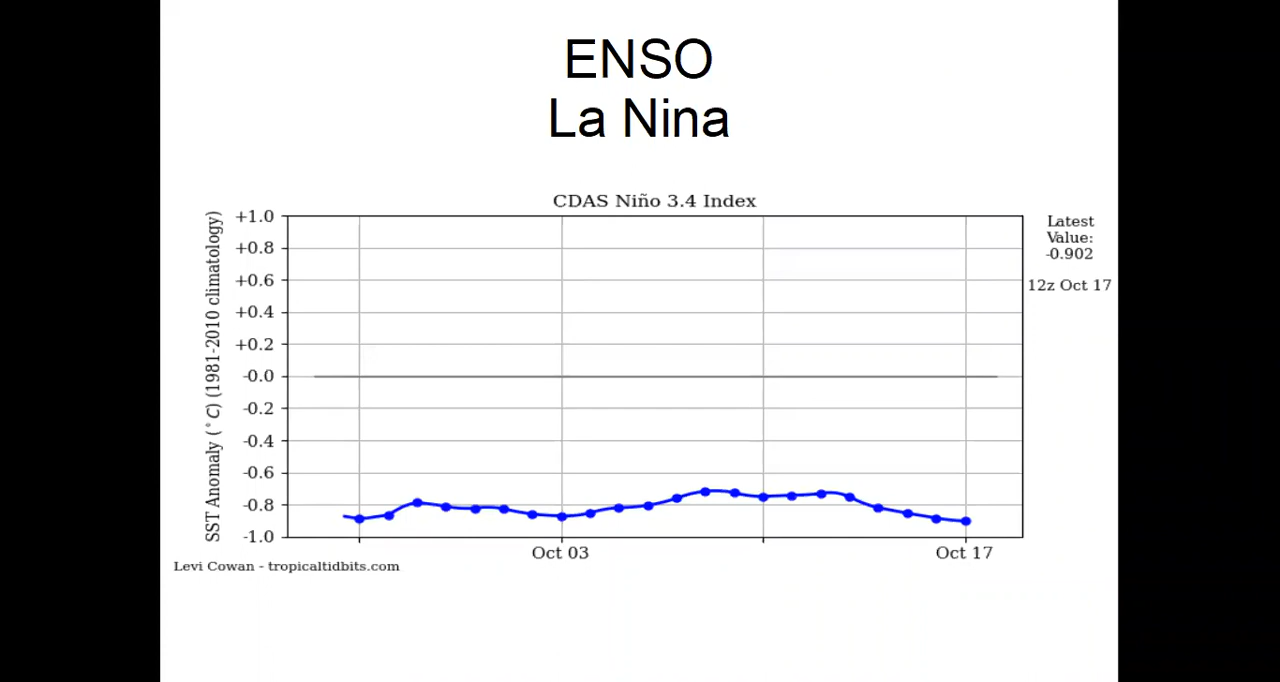 ENSO
La Nina
CDAS Niño 3.4 Index
SST Anomaly (°C) (1981-2010 climatology)
+1.0
+0.8
+0.6
+0.4
+0.2
-0.0
-0.2
-0.4
-0.6
-0.8
-1.0
Latest
Value:
-0.902
12z Oct 17
Oct 03
Oct 17
Levi Cowan - tropicaltidbits.com